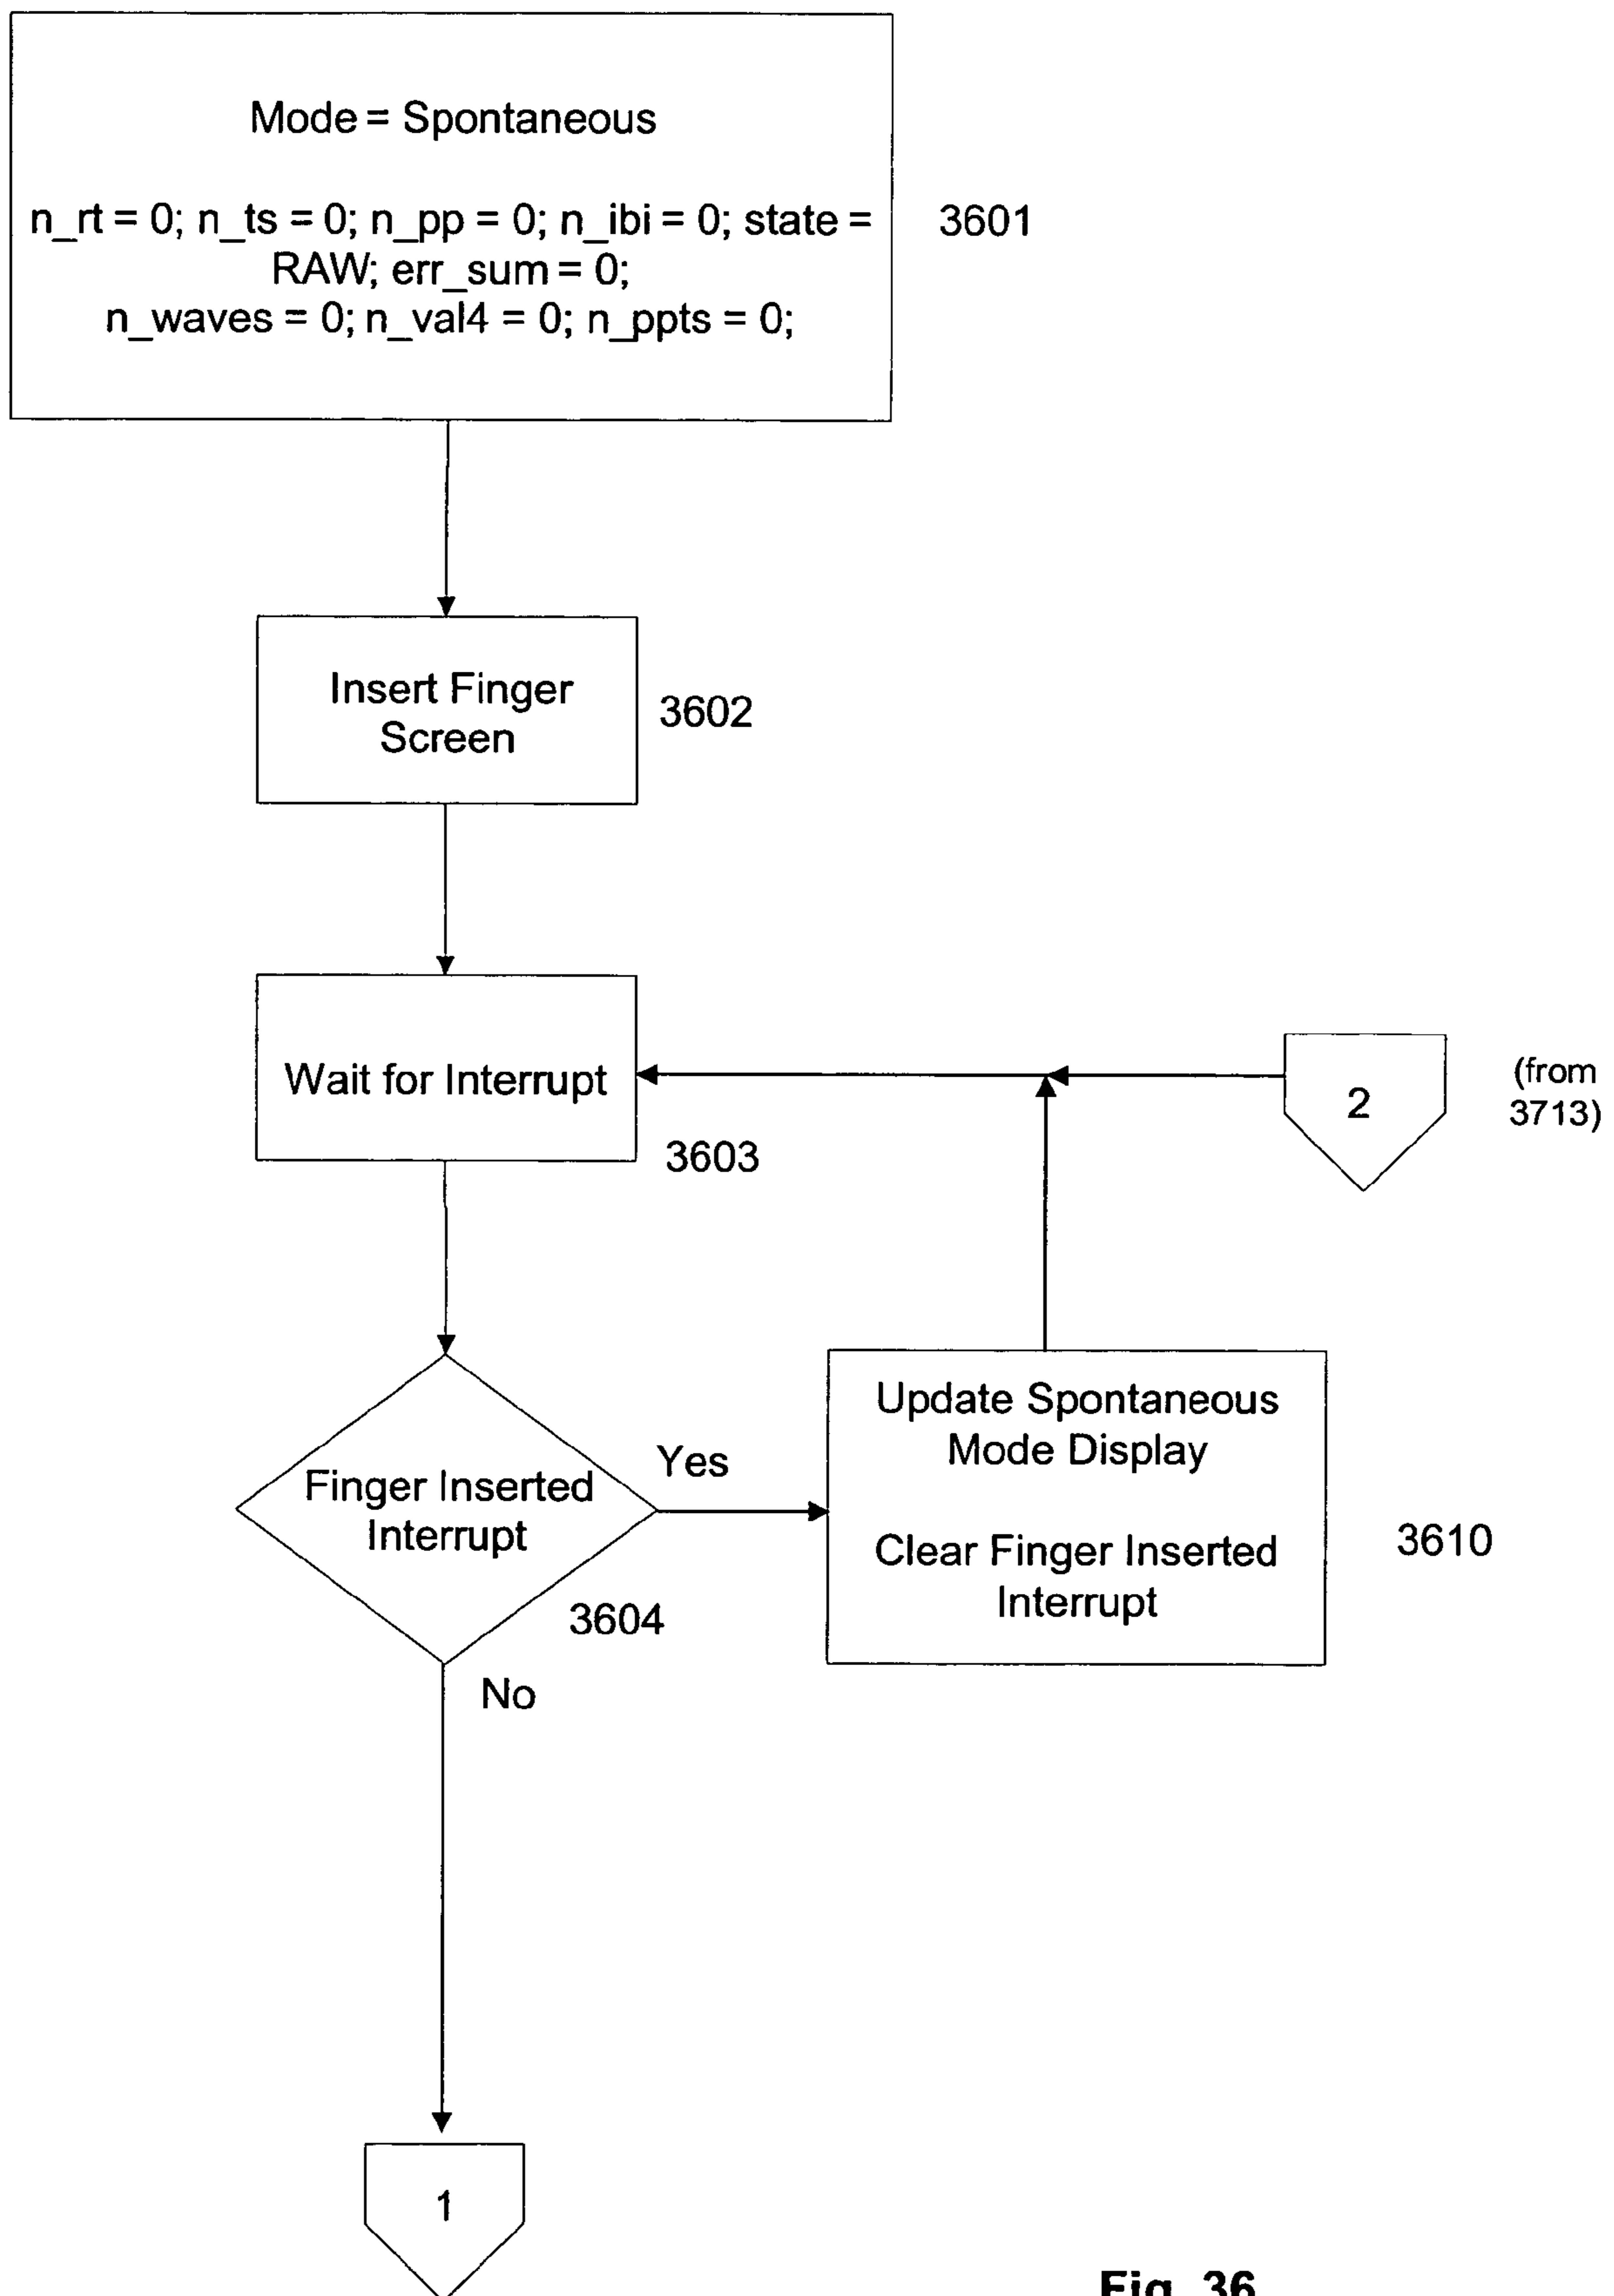 Mode = Spontaneous
n_rt = 0; n_ts = 0; n_pp = 0; n_ibi = 0; state =
RAW; err_sum = 0;
n_waves = 0; n_val4 = 0; n_ppts = 0;
3601
Insert Finger
Screen
3602
Wait for Interrupt
3603
2
(from
3713)
Finger Inserted
Interrupt
3604
Yes
Update Spontaneous
Mode Display
Clear Finger Inserted
Interrupt
3610
No
1
Fig. 36